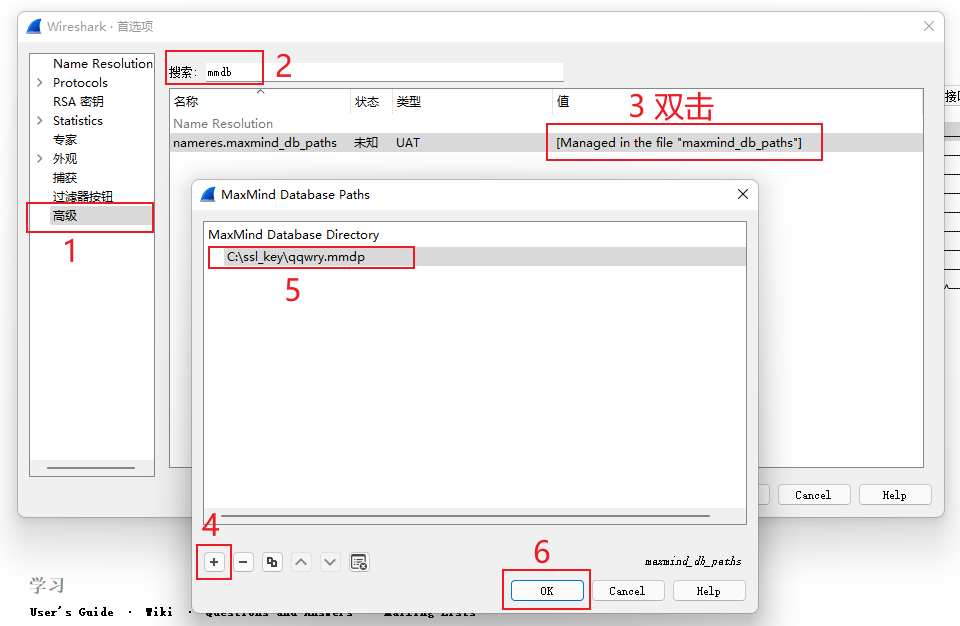 Wireshark · 首选项
Name Resolution
Protocols
RSA 密钥
Statistics
专家
外观
捕获
过滤器按钮
高级
1
搜索: mmdb
2
名称 状态 类型 值
3 双击
Name Resolution
nameres.maxmind_db_paths 未知 UAT [Managed in the file "maxmind_db_paths"]
MaxMind Database Paths
MaxMind Database Directory
C:\ssl_key\qqwry.mmdp
5
4
6
maxmind_db_paths
OK Cancel Help
Cancel Help
接口
学习
User's Guide · Wiki · Questions and Answers · Mailing Lists